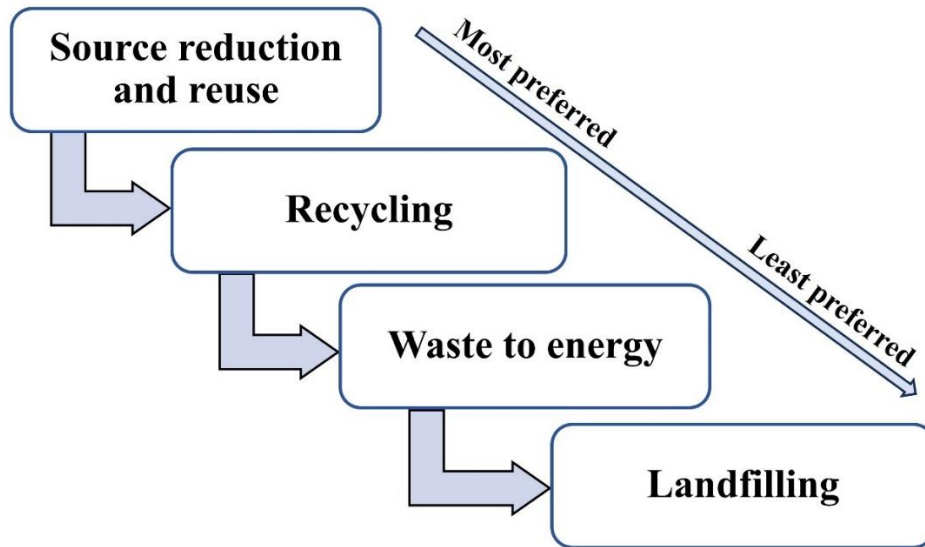 Source reduction
and reuse
Most preferred
Recycling
Least preferred
Waste to energy
Landfilling